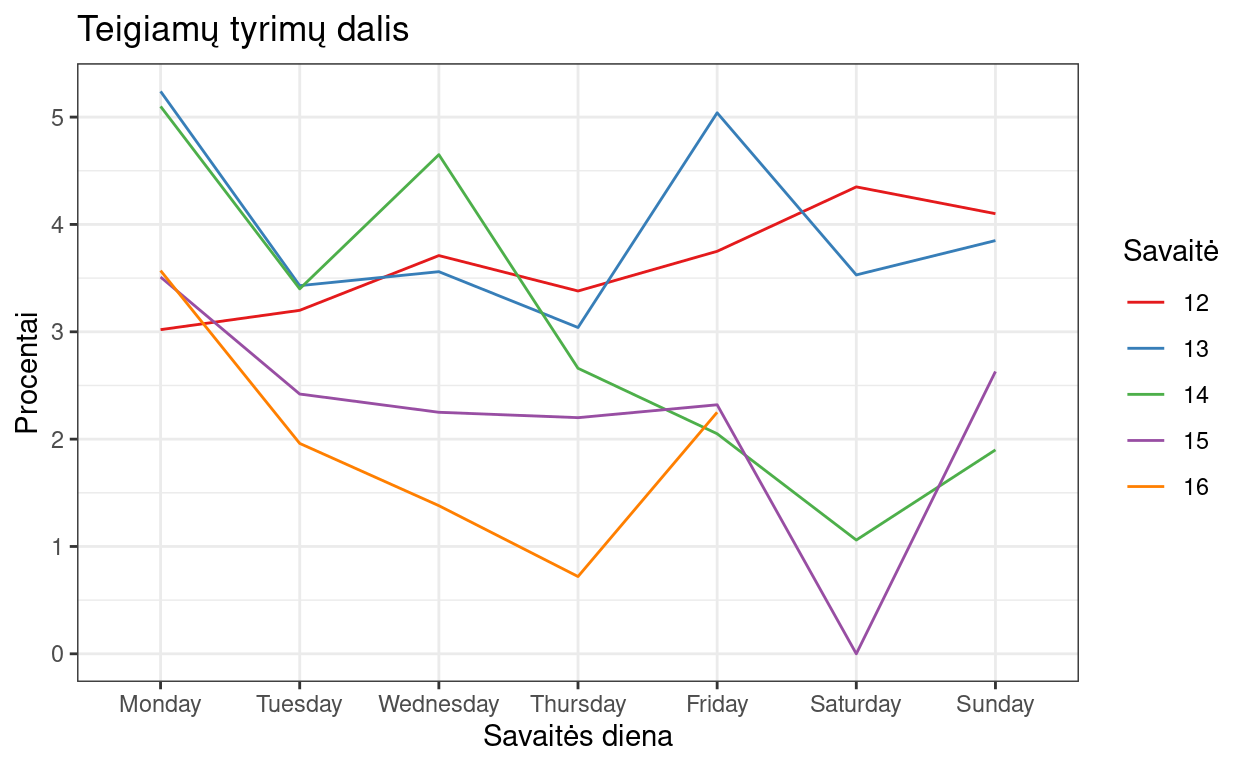 Teigiamų tyrimų dalis
Procentai
5
4
3
2
1
0
Monday Tuesday Wednesday Thursday Friday Saturday Sunday
Savaitės diena
Savaitė
12
13
14
15
16